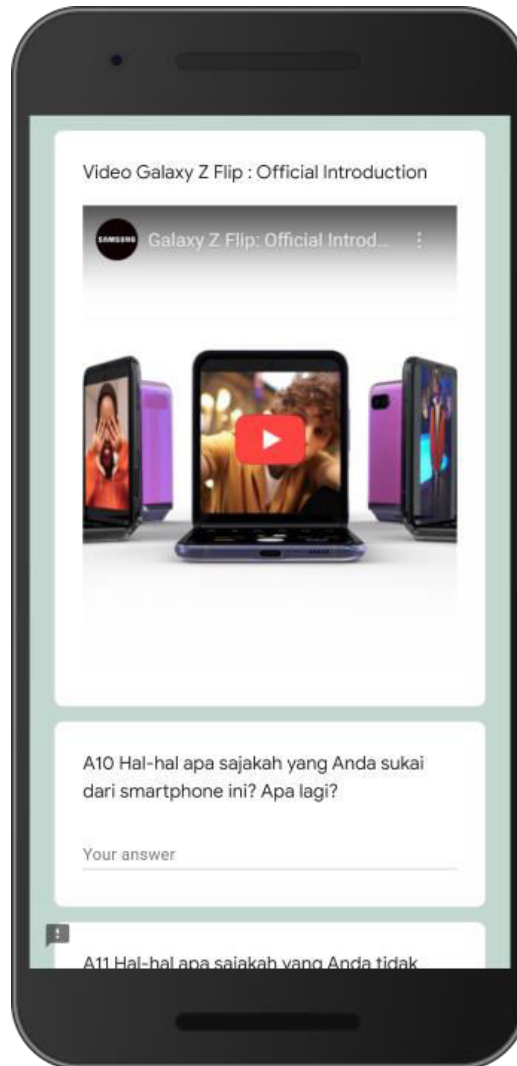 Video Galaxy Z Flip : Official Introduction
SAMSUNG
Galaxy Z Flip: Official Introd...
A10 Hal-hal apa sajakah yang Anda sukai
dari smartphone ini? Apa lagi?
Your answer
A11 Hal-hal apa sajakah yang Anda tidak